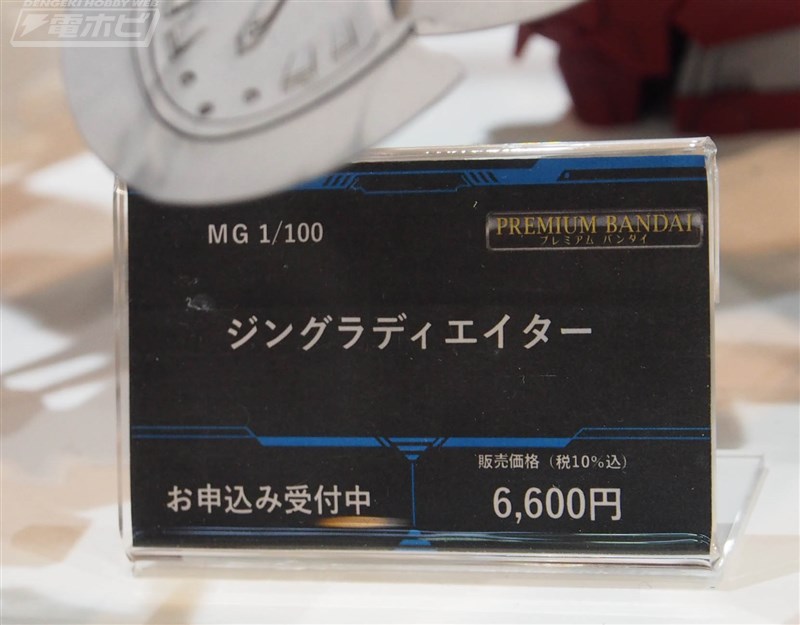 DENGEKI HOBBY WEB
電ホビ
MG 1/100
PREMIUM BANDAI
プレミアム バンダイ
ジングラディエイター
販売価格（税10%込）
お申込み受付中
6,600円